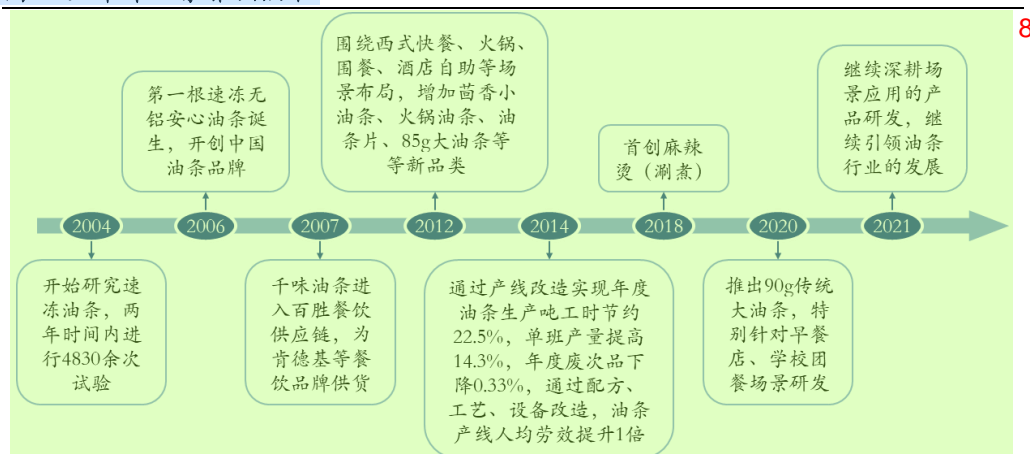 8
第一根速冻无
铝安心油条诞
生，开创中国
油条品牌
围绕西式快餐、火锅、
围餐、酒店自助等场
景布局，增加茴香小
油条、火锅油条、油
条片、85g大油条等
等新品类
首创麻辣
烫（涮煮）
继续深耕场
景应用的产
品研发，继
续引领油条
行业的发展
2004
2006
2007
2012
2014
2018
2020
2021
开始研究速
冻油条，两
年时间内进
行4830余次
试验
千味油条进
入百胜餐饮
供应链，为
肯德基等餐
饮品牌供货
通过产线改造实现年度
油条生产吨工时节约
22.5%，单班产量提高
14.3%，年度废次品下
降0.33%，通过配方、
工艺、设备改造，油条
产线人均劳效提升1倍
推出90g传统
大油条，特
别针对早餐
店、学校团
餐场景研发